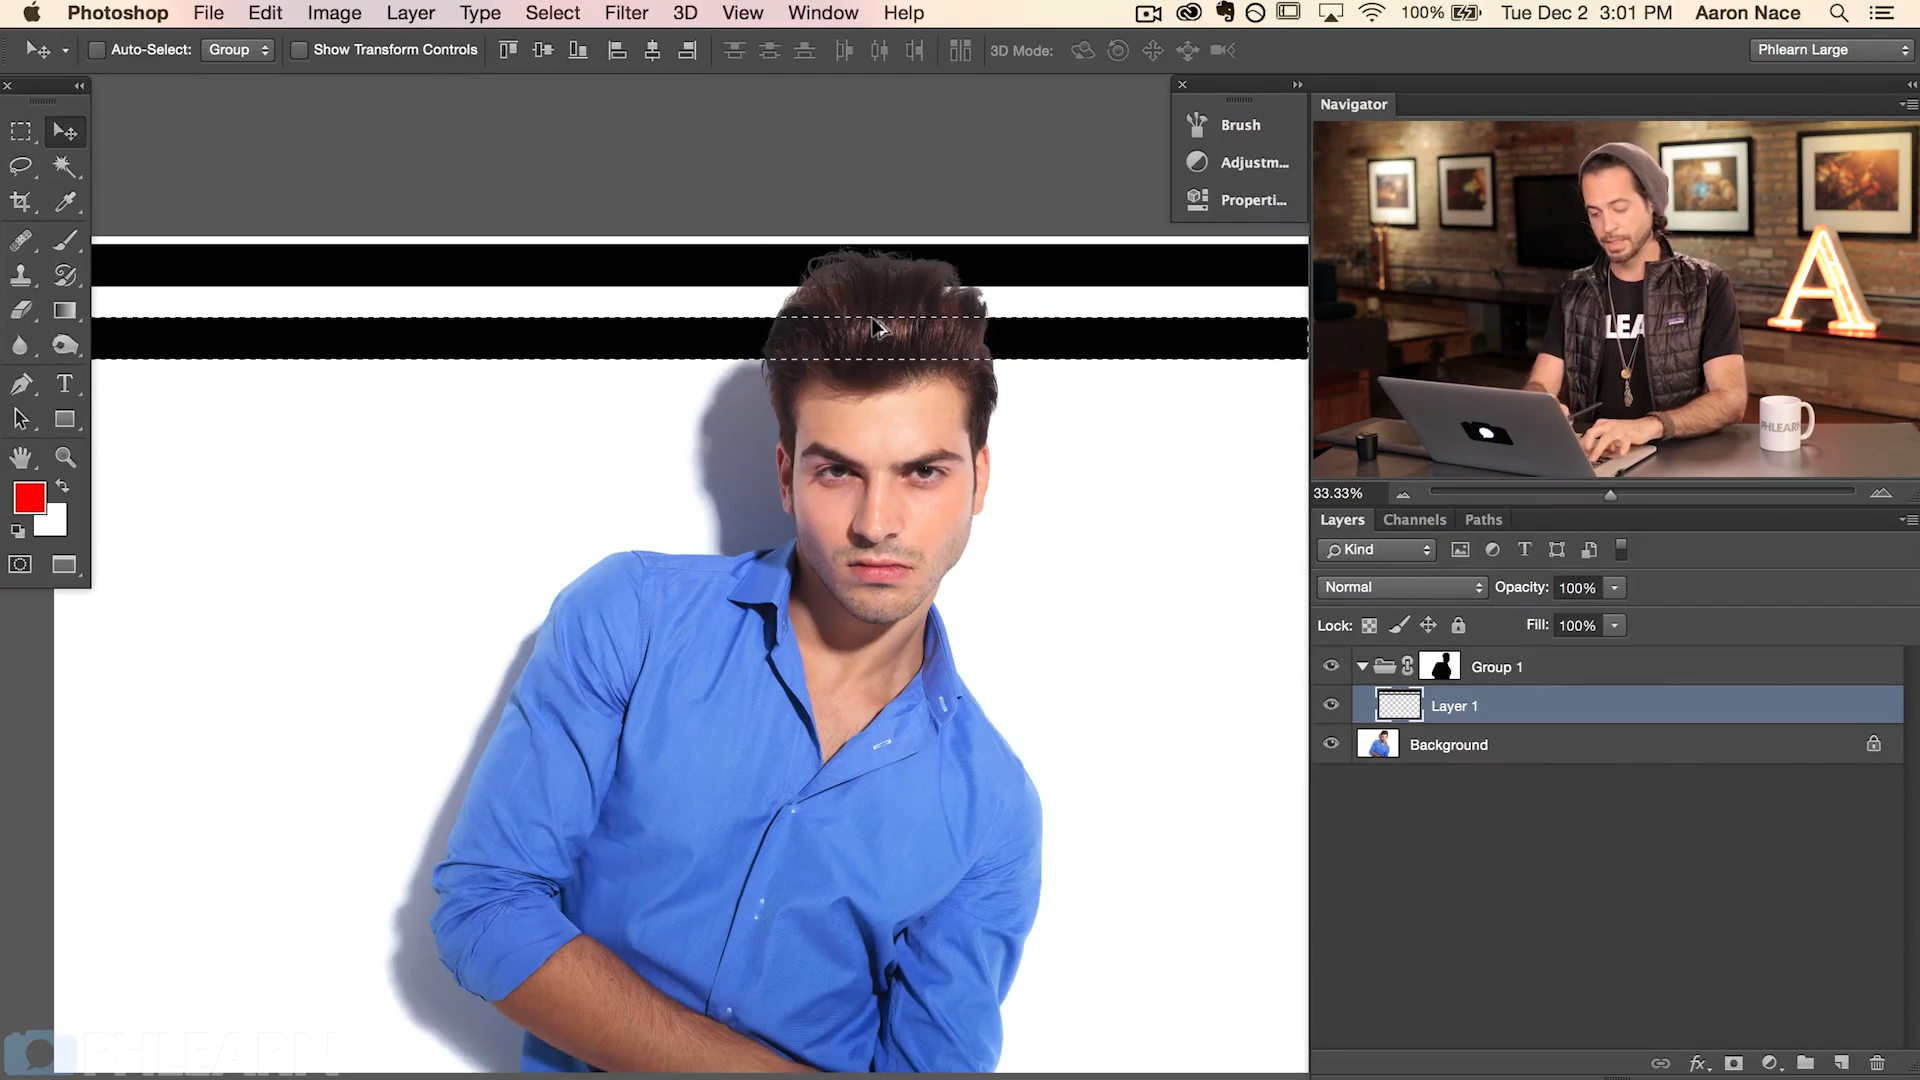 Photoshop File Edit Image Layer Type Select Filter 3D View Window Help 100% Tue Dec 2 3:01 PM Aaron Nace
Auto-Select: Group Show Transform Controls 3D Mode: Phlearn Large
Navigator
Brush
Adjustm...
Properti...
LEA
A
PHLEARN
33.33%
Layers Channels Paths
Kind
Normal Opacity: 100%
Lock: Fill: 100%
Group 1
Layer 1
Background
PHLEARN